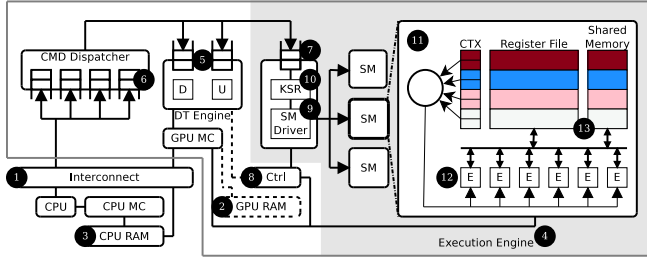 11
CTX
Register File
Shared
Memory
CMD Dispatcher
6
5
7
D
U
DT Engine
10
KSR
9
SM
Driver
SM
SM
SM
13
GPU MC
1
Interconnect
8
Ctrl
12
E
E
E
E
E
E
CPU
CPU MC
2
GPU RAM
3
CPU RAM
4
Execution Engine